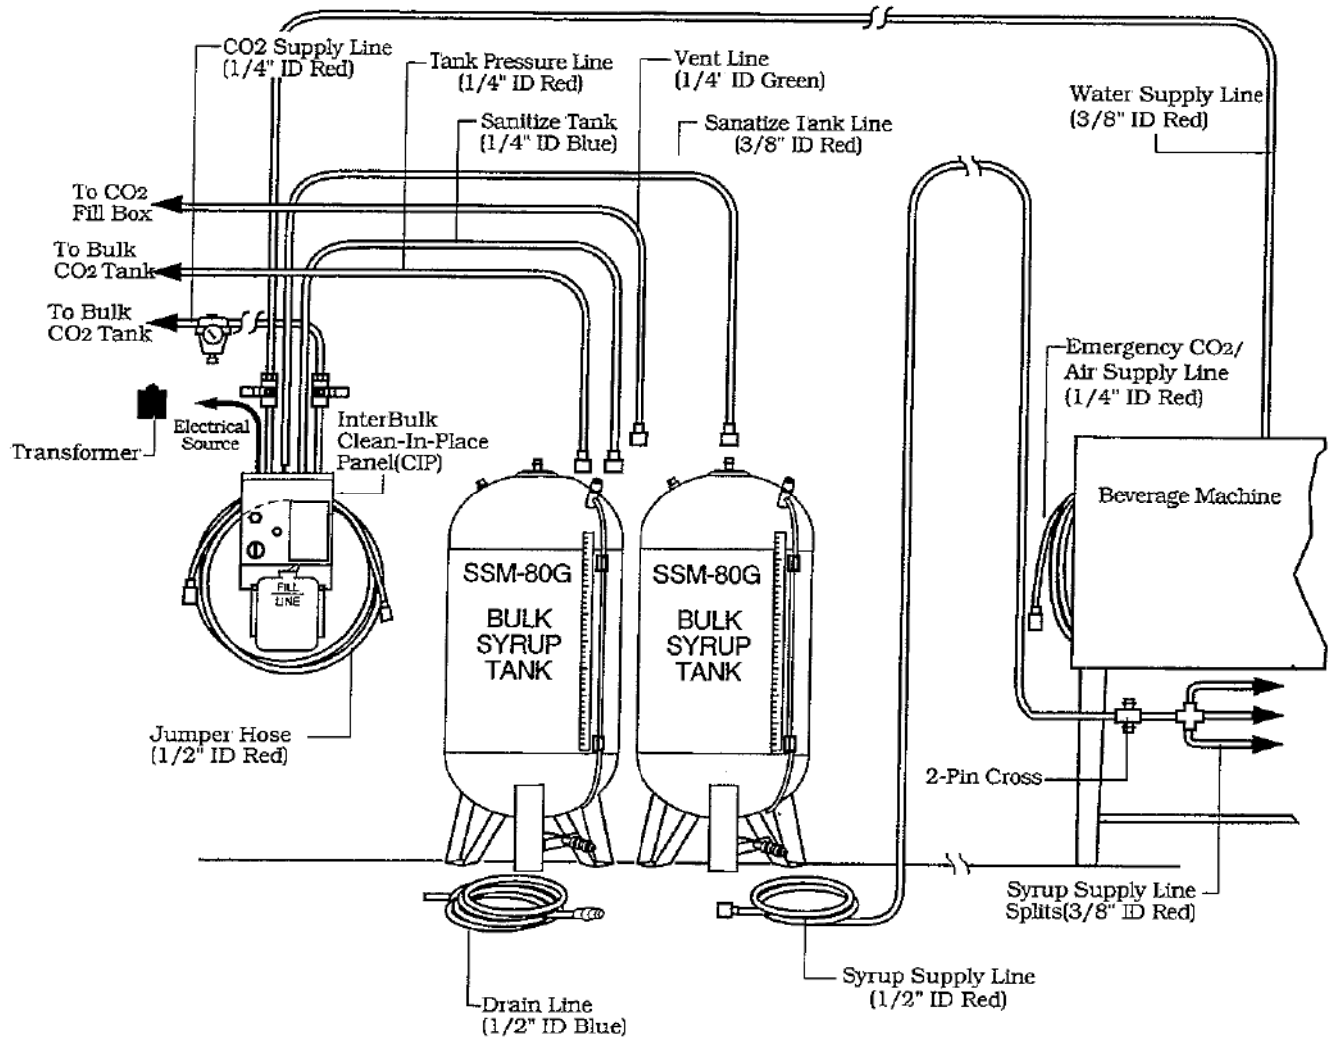 CO2 Supply Line
(1/4" ID Red)
Tank Pressure Line
(1/4" ID Red)
Vent Line
(1/4' ID Green)
Water Supply Line
(3/8" ID Red)
Sanitize Tank
(1/4" ID Blue)
Sanatize Tank Line
(3/8" ID Red)
To CO2
Fill Box
To Bulk
CO2 Tank
To Bulk
CO2 Tank
Emergency CO2/
Air Supply Line
(1/4" ID Red)
Transformer
Electrical
Source
InterBulk
Clean-In-Place
Panel(CIP)
Beverage Machine
FILL
LINE
SSM-80G
BULK
SYRUP
TANK
SSM-80G
BULK
SYRUP
TANK
Jumper Hose
(1/2" ID Red)
2-Pin Cross
Syrup Supply Line
Splits(3/8" ID Red)
Syrup Supply Line
(1/2" ID Red)
Drain Line
(1/2" ID Blue)